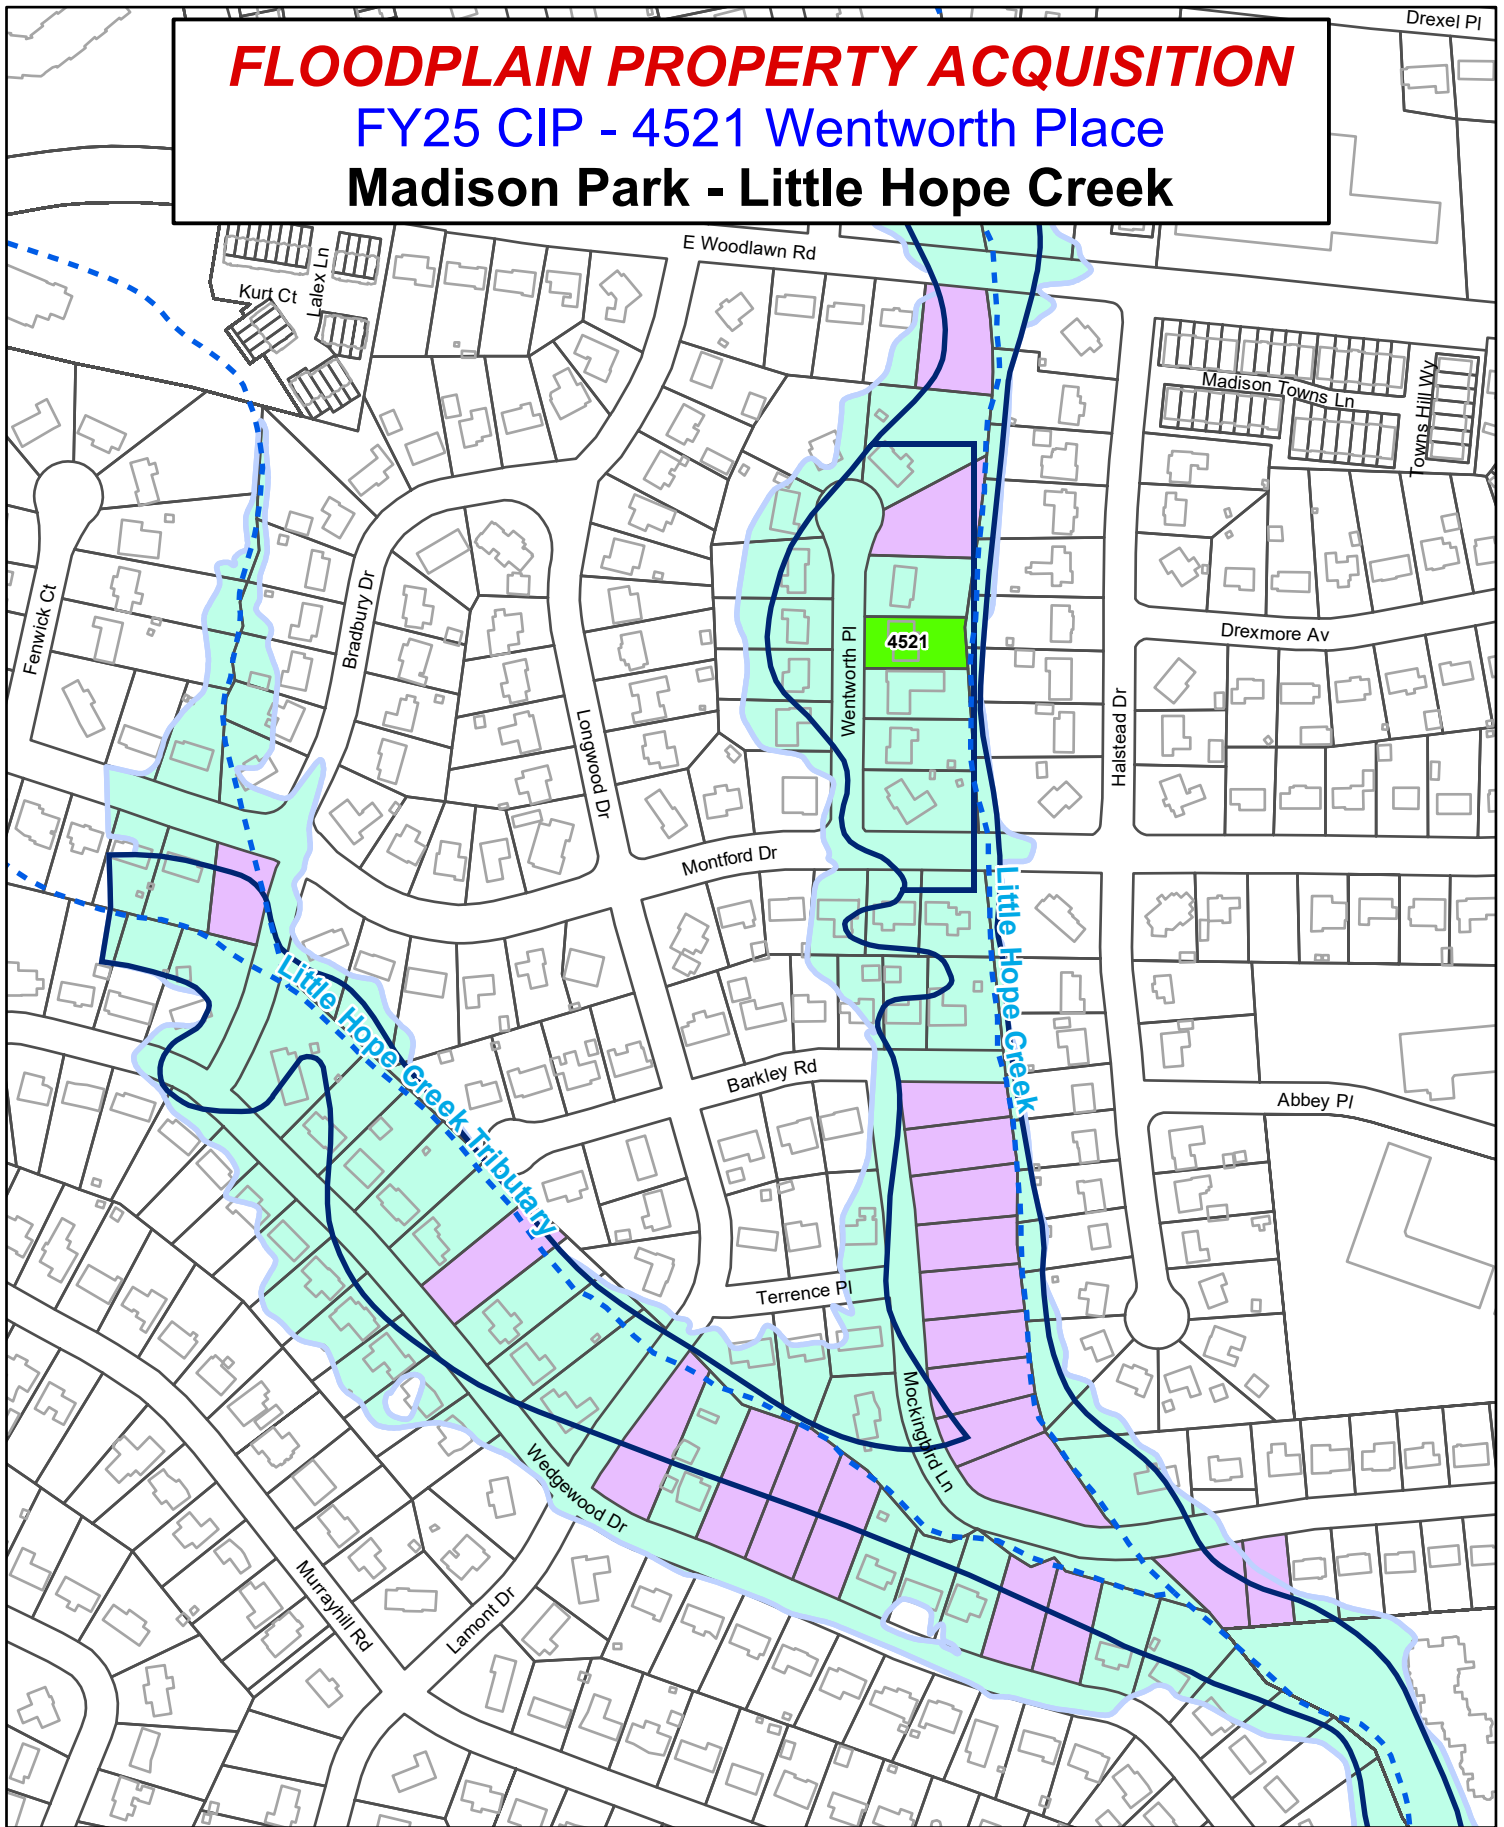 Drexel Pl
FLOODPLAIN PROPERTY ACQUISITION
FY25 CIP - 4521 Wentworth Place
Madison Park - Little Hope Creek
E Woodlawn Rd
Lalex Ln
Kurt Ct
Madison Towns Ln
Towns Hill Wy
Fenwick Ct
Bradbury Dr
Longwood Dr
Wentworth Pl
4521
Drexmore Av
Halstead Dr
Montford Dr
Little Hope Creek
Little Hope Creek Tributary
Barkley Rd
Abbey Pl
Terrence Pl
Mockingbird Ln
Wedgewood Dr
Murrayhill Rd
Lamont Dr